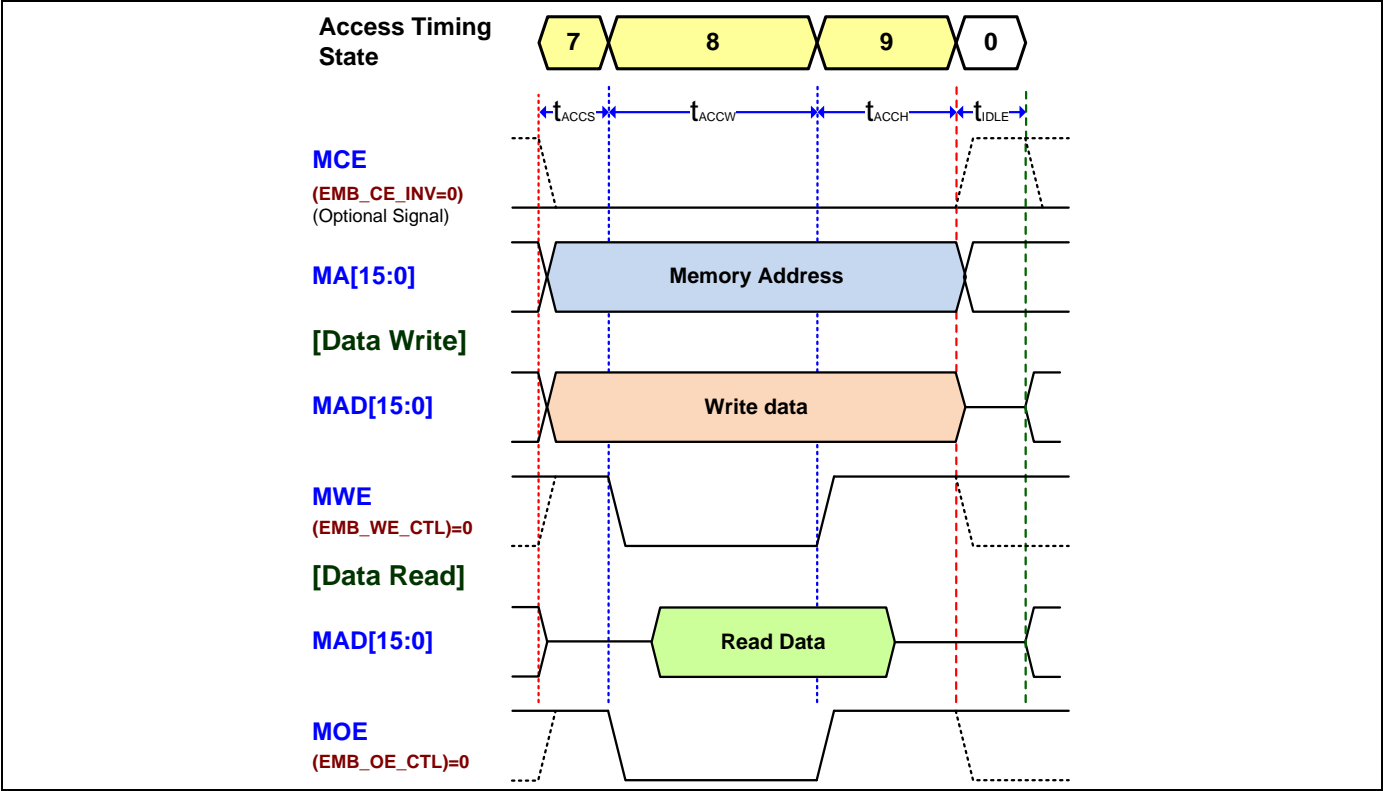 Access Timing
State
7 8 9 0
tACCS tACCW tACCH tIDLE
MCE
(EMB_CE_INV=0)
(Optional Signal)
MA[15:0]
Memory Address
[Data Write]
MAD[15:0]
Write data
MWE
(EMB_WE_CTL)=0
[Data Read]
MAD[15:0]
Read Data
MOE
(EMB_OE_CTL)=0